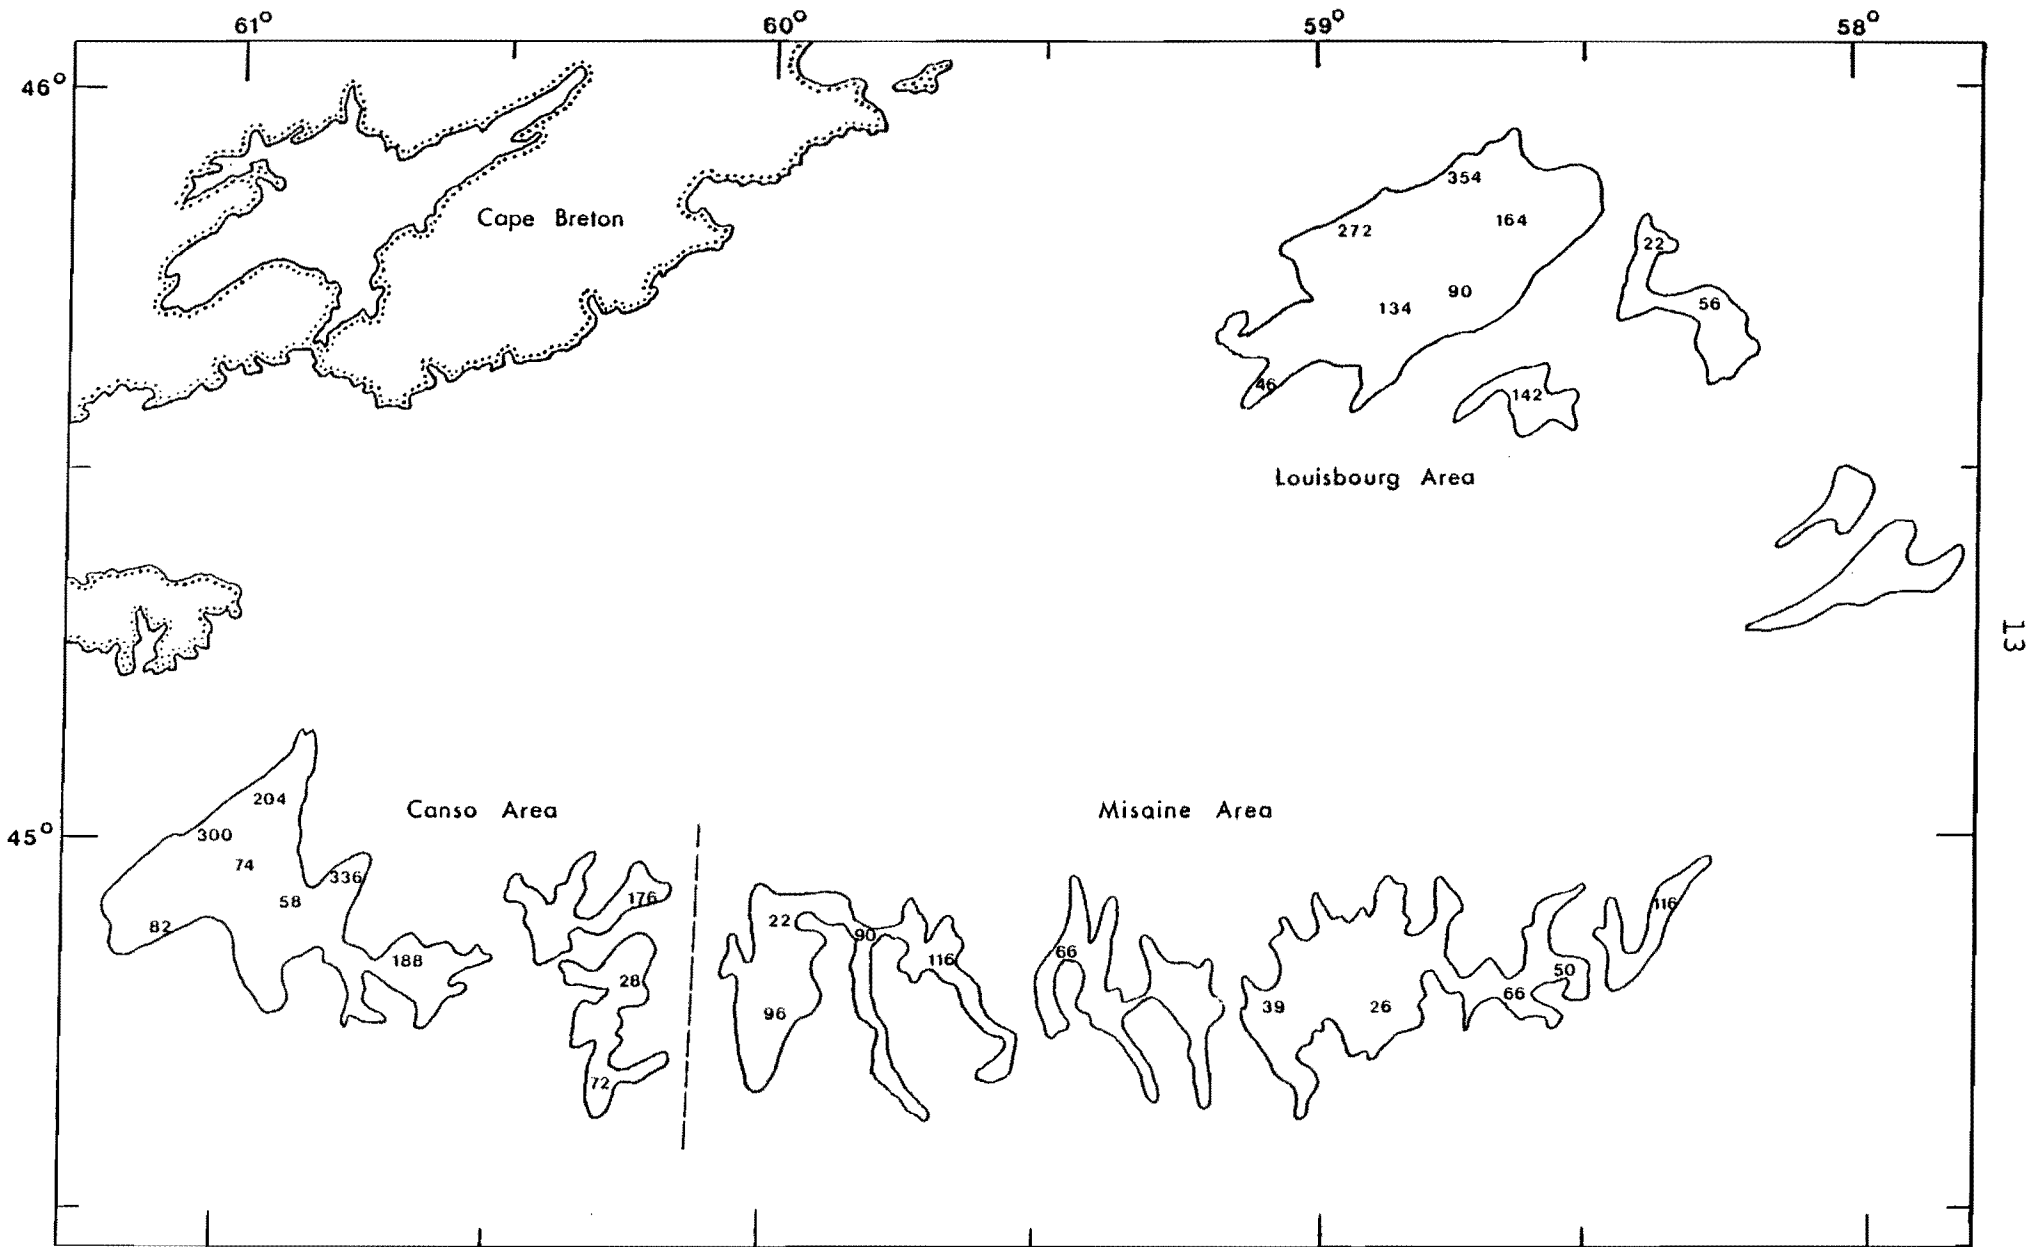 61° 60° 59° 58°
46°
354
Cape Breton 272 164
22
134 90 56
46 142
Louisbourg Area
13
204 Canso Area Misaine Area
45° 300
74
336
58 176 116
82 22 90
188 66 116
28 50
96 39 26 66
72